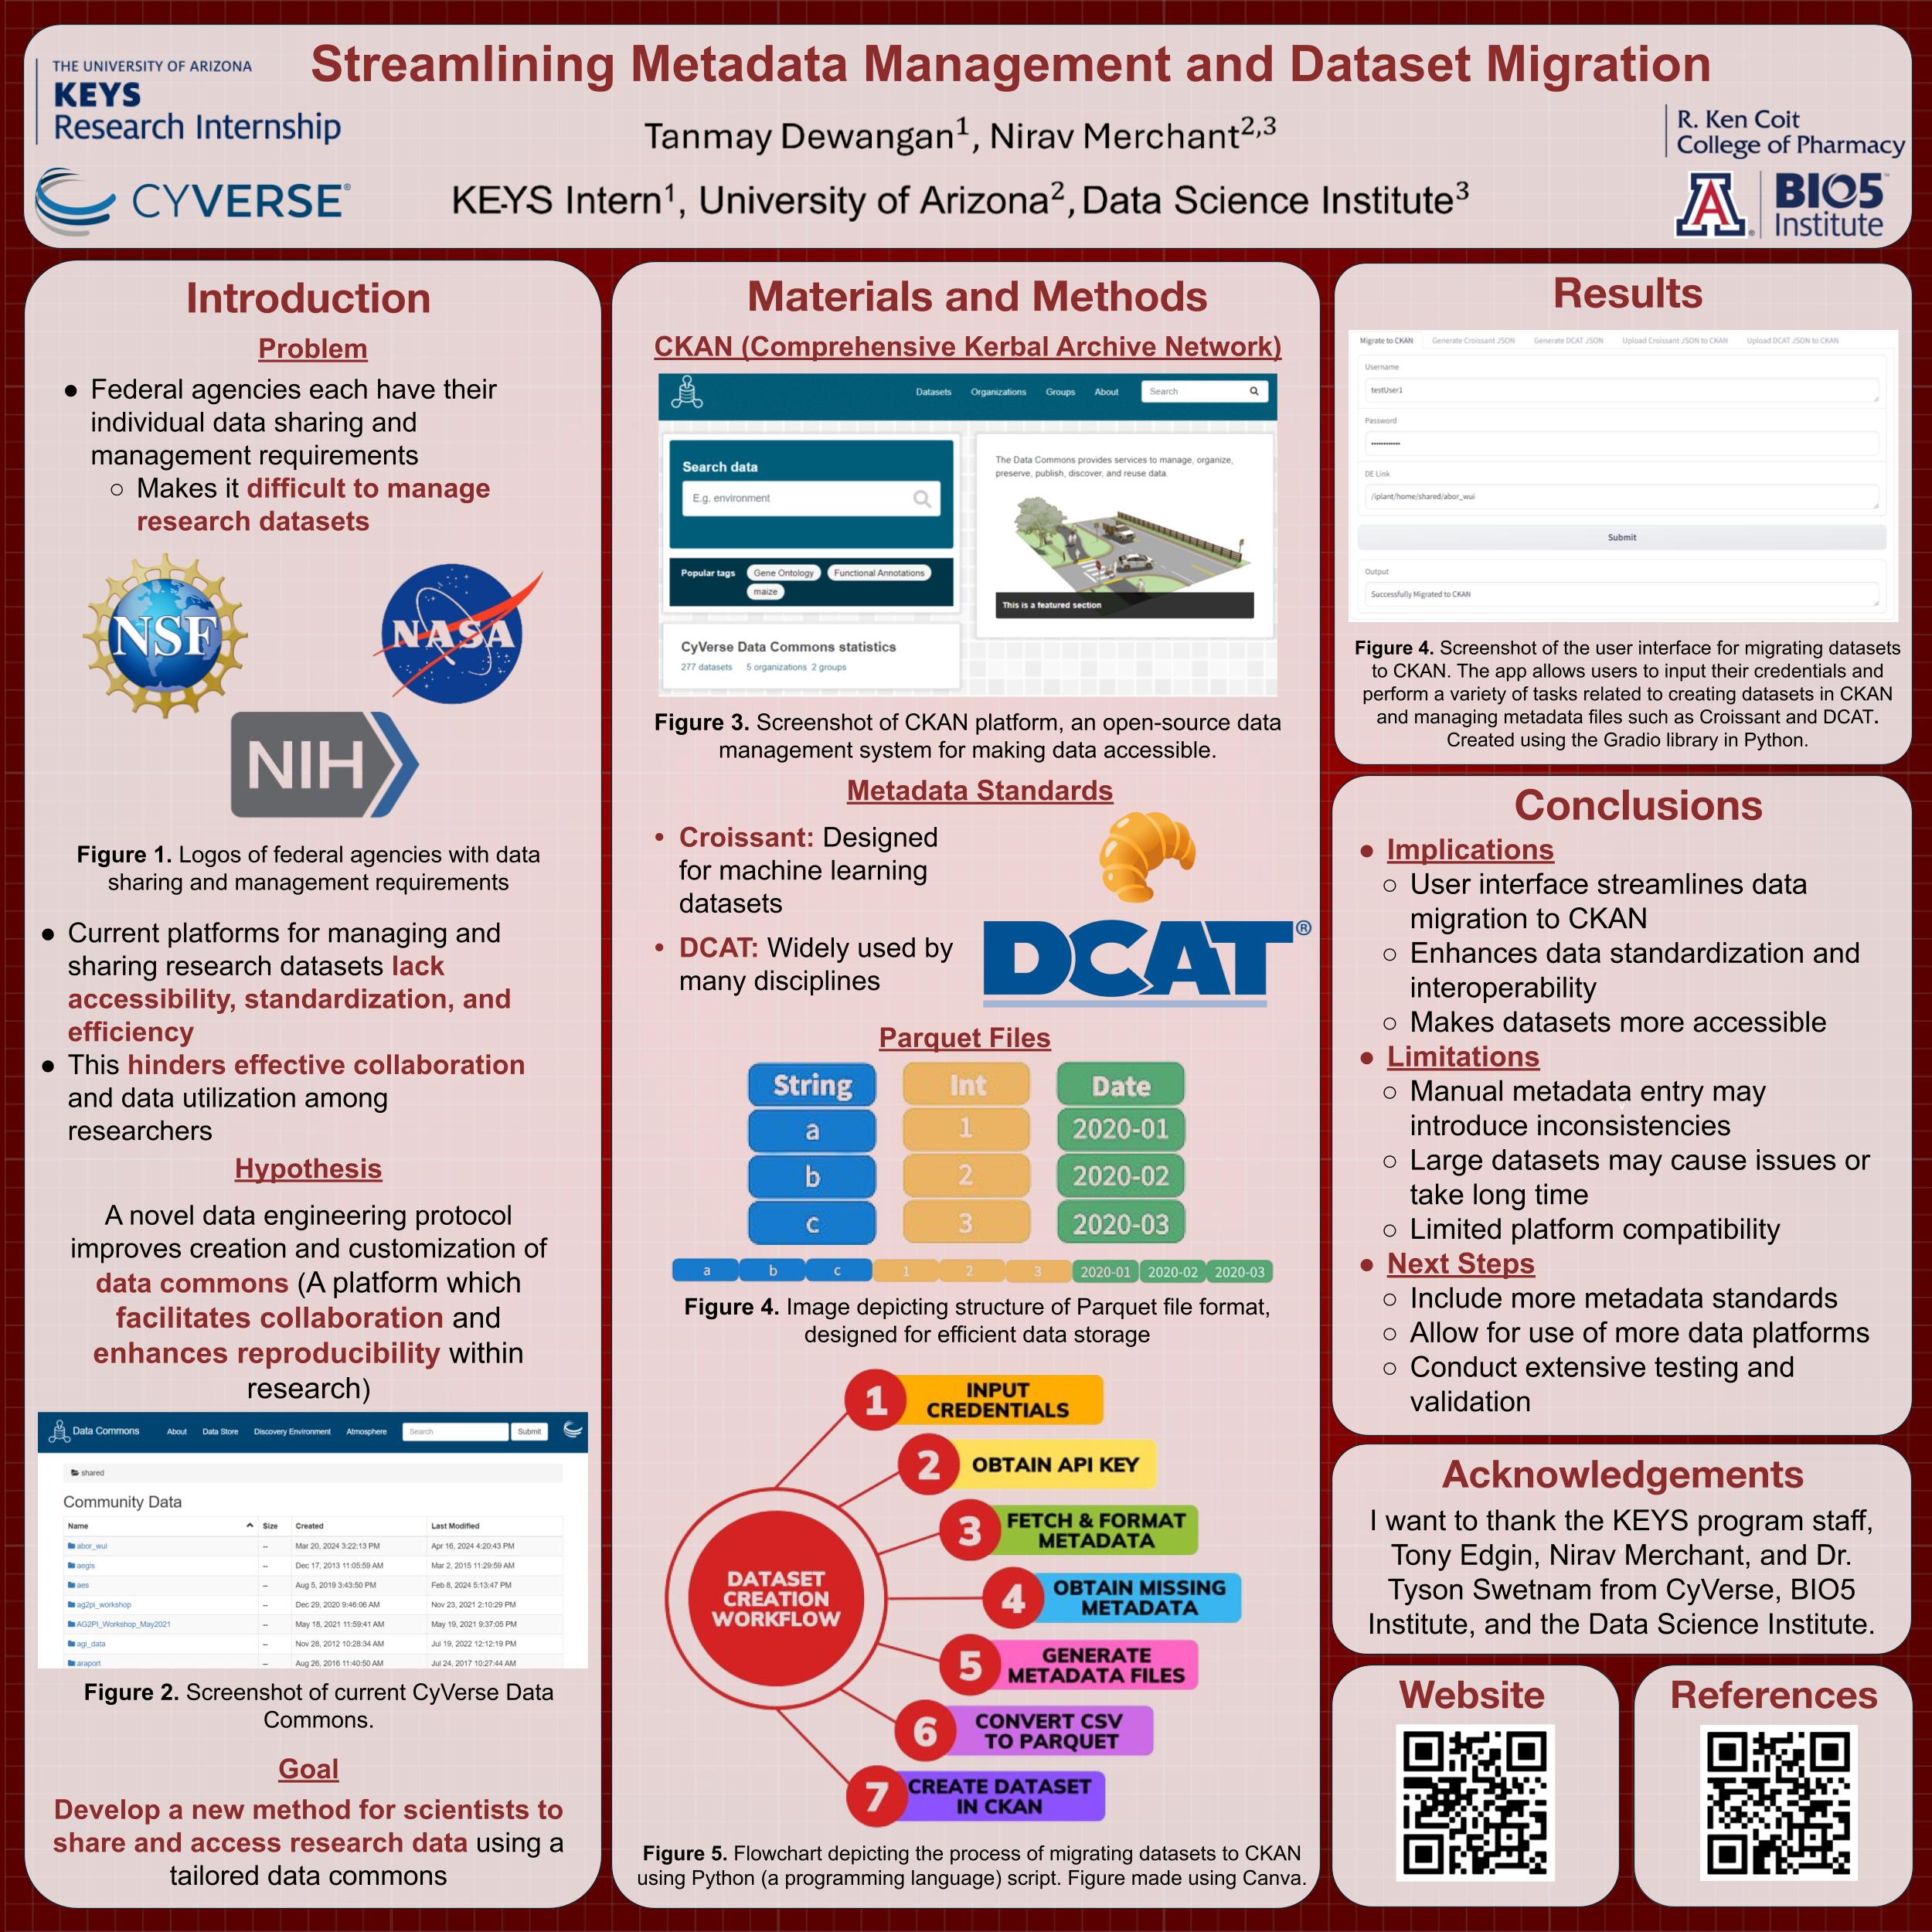 Streamlining Metadata Management and Dataset Migration
THE UNIVERSITY OF ARIZONA
KEYS
Research Internship
CYVERSE®
Tanmay Dewangan1, Nirav Merchant2,3
KEYS Intern1, University of Arizona2, Data Science Institute3
R. Ken Coit
College of Pharmacy
A
BIO5
Institute
Introduction
Problem
● Federal agencies each have their
individual data sharing and
management requirements
○ Makes it difficult to manage
research datasets
NSF
NASA
NIH
Figure 1. Logos of federal agencies with data
sharing and management requirements
● Current platforms for managing and
sharing research datasets lack
accessibility, standardization, and
efficiency
● This hinders effective collaboration
and data utilization among
researchers
Hypothesis
A novel data engineering protocol
improves creation and customization of
data commons (A platform which
facilitates collaboration and
enhances reproducibility within
research)
Data Commons About Data Store Discovery Environment Atmosphere Search Submit
shared
Community Data
Name Size Created Last Modified
abor_wui -- Mar 20, 2024 3:22:13 PM Apr 16, 2024 4:20:43 PM
aegis -- Dec 17, 2013 11:05:59 AM Mar 2, 2015 11:29:59 AM
aes -- Aug 5, 2019 3:43:50 PM Feb 8, 2024 5:13:47 PM
ag2pi_workshop -- Dec 29, 2020 9:46:06 AM Nov 23, 2021 2:10:29 PM
AG2PI_Workshop_May2021 -- May 18, 2021 11:59:41 AM May 19, 2021 9:37:05 PM
agl_data -- Nov 28, 2012 10:28:34 AM Jul 19, 2022 12:12:19 PM
araport -- Aug 26, 2016 11:40:50 AM Jul 24, 2017 10:27:44 AM
Figure 2. Screenshot of current CyVerse Data
Commons.
Goal
Develop a new method for scientists to
share and access research data using a
tailored data commons
Materials and Methods
CKAN (Comprehensive Kerbal Archive Network)
Datasets Organizations Groups About Search
Search data
E.g. environment
Popular tags Gene Ontology Functional Annotations
maize
The Data Commons provides services to manage, organize,
preserve, publish, discover, and reuse data.
This is a featured section
CyVerse Data Commons statistics
277 datasets 5 organizations 2 groups
Figure 3. Screenshot of CKAN platform, an open-source data
management system for making data accessible.
Metadata Standards
• Croissant: Designed
for machine learning
datasets
• DCAT: Widely used by
many disciplines
DCAT®
Parquet Files
String Int Date
a 1 2020-01
b 2 2020-02
c 3 2020-03
a b c 1 2 3 2020-01 2020-02 2020-03
Figure 4. Image depicting structure of Parquet file format,
designed for efficient data storage
DATASET
CREATION
WORKFLOW
1 INPUT
CREDENTIALS
2 OBTAIN API KEY
3 FETCH & FORMAT
METADATA
4 OBTAIN MISSING
METADATA
5 GENERATE
METADATA FILES
6 CONVERT CSV
TO PARQUET
7 CREATE DATASET
IN CKAN
Figure 5. Flowchart depicting the process of migrating datasets to CKAN
using Python (a programming language) script. Figure made using Canva.
Results
Migrate to CKAN Generate Croissant JSON Generate DCAT JSON Upload Croissant JSON to CKAN Upload DCAT JSON to CKAN
Username
testUser1
Password
••••••••••••
DE Link
/iplant/home/shared/abor_wui
Submit
Output
Successfully Migrated to CKAN
Figure 4. Screenshot of the user interface for migrating datasets
to CKAN. The app allows users to input their credentials and
perform a variety of tasks related to creating datasets in CKAN
and managing metadata files such as Croissant and DCAT.
Created using the Gradio library in Python.
Conclusions
● Implications
○ User interface streamlines data
migration to CKAN
○ Enhances data standardization and
interoperability
○ Makes datasets more accessible
● Limitations
○ Manual metadata entry may
introduce inconsistencies
○ Large datasets may cause issues or
take long time
○ Limited platform compatibility
● Next Steps
○ Include more metadata standards
○ Allow for use of more data platforms
○ Conduct extensive testing and
validation
Acknowledgements
I want to thank the KEYS program staff,
Tony Edgin, Nirav Merchant, and Dr.
Tyson Swetnam from CyVerse, BIO5
Institute, and the Data Science Institute.
Website
References